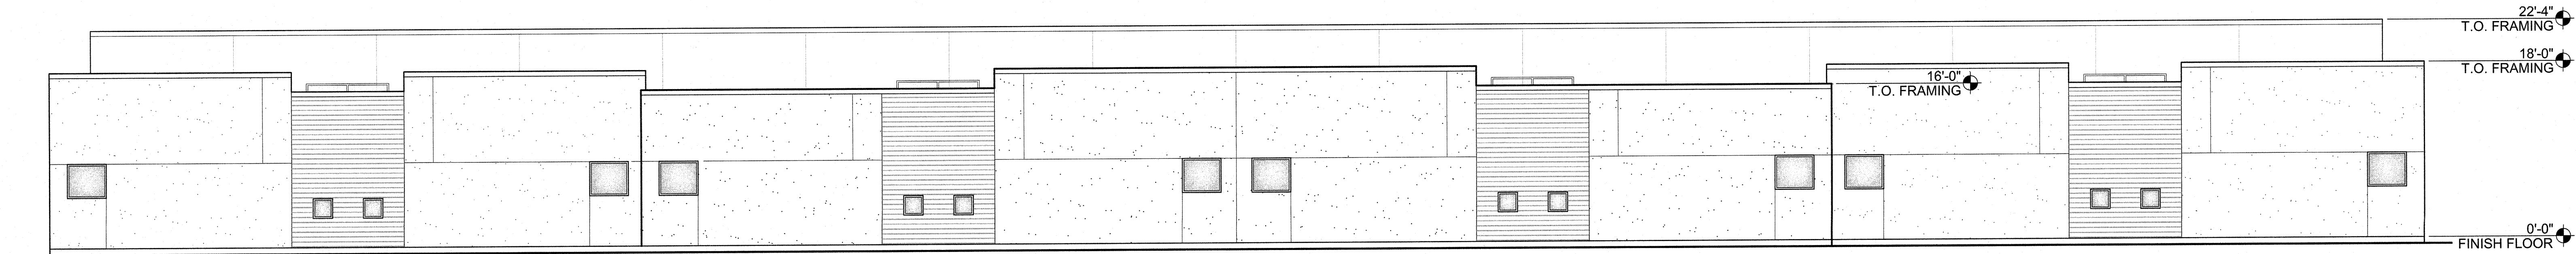 22'-4"
T.O. FRAMING
18'-0"
T.O. FRAMING
16'-0"
T.O. FRAMING
0'-0"
FINISH FLOOR